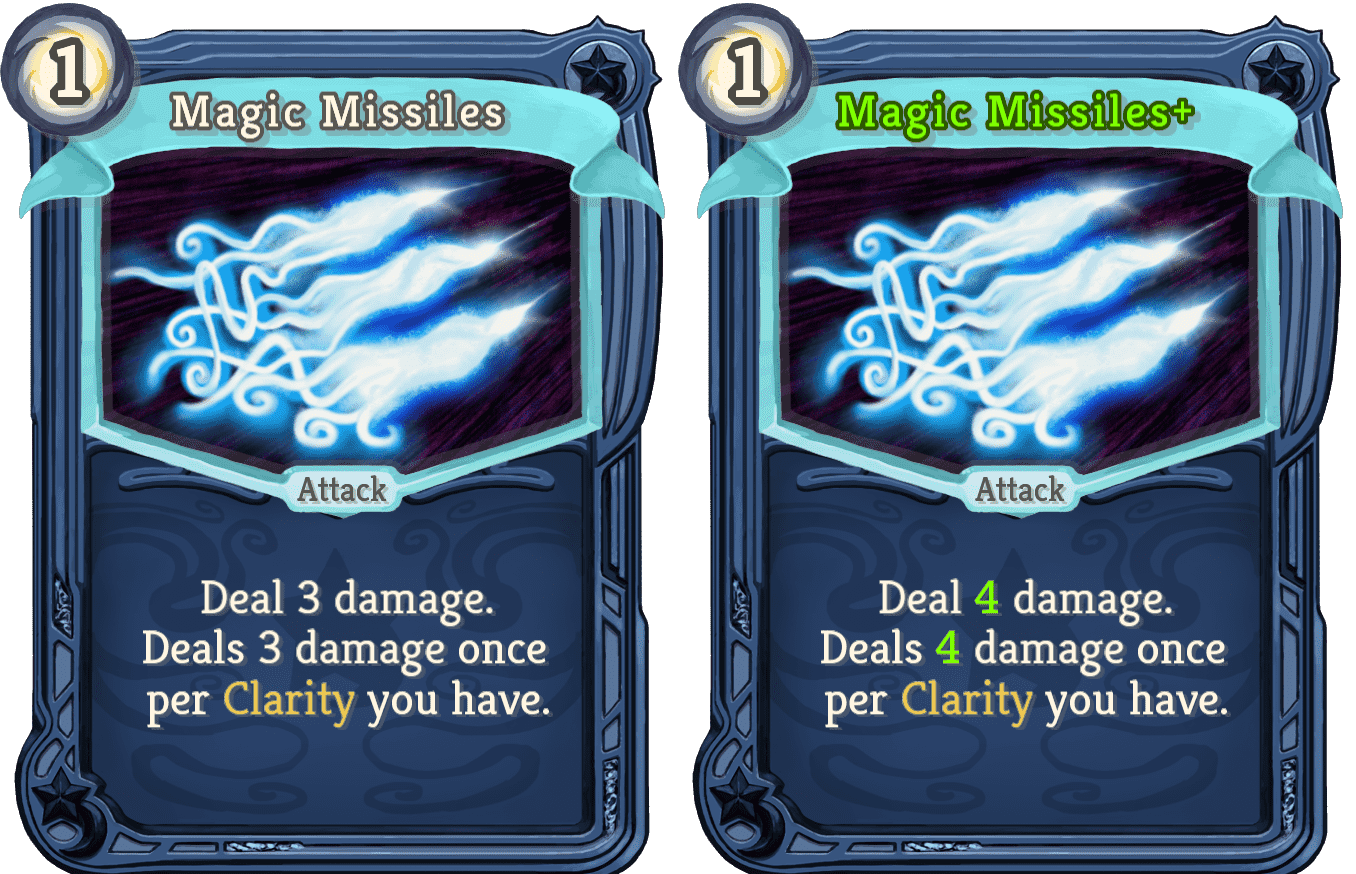 1
Magic Missiles
Attack
Deal 3 damage.
Deals 3 damage once
per Clarity you have.
1
Magic Missiles+
Attack
Deal 4 damage.
Deals 4 damage once
per Clarity you have.